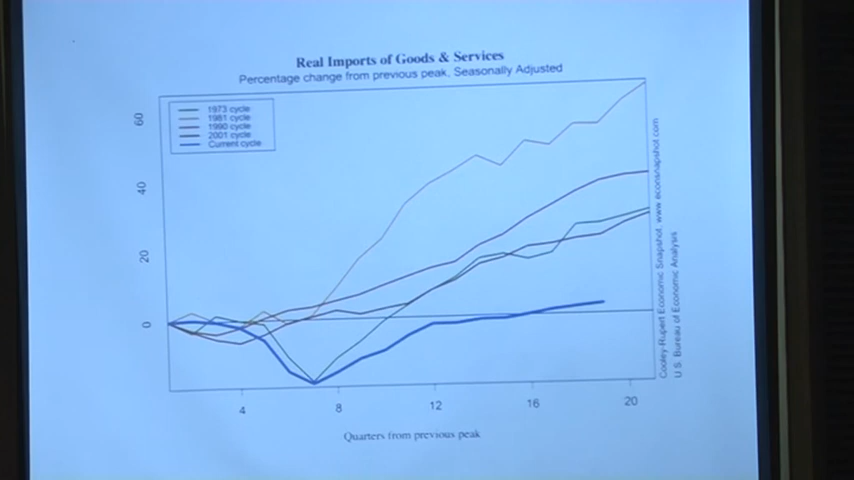 Real Imports of Goods & Services
Percentage change from previous peak, Seasonally Adjusted
1973 cycle
1981 cycle
1990 cycle
2001 cycle
Current cycle
60
40
20
0
4
8
12
16
20
Quarters from previous peak
Cooley-Rupert Economic Snapshot, www.econsnapshot.com
U.S. Bureau of Economic Analysis